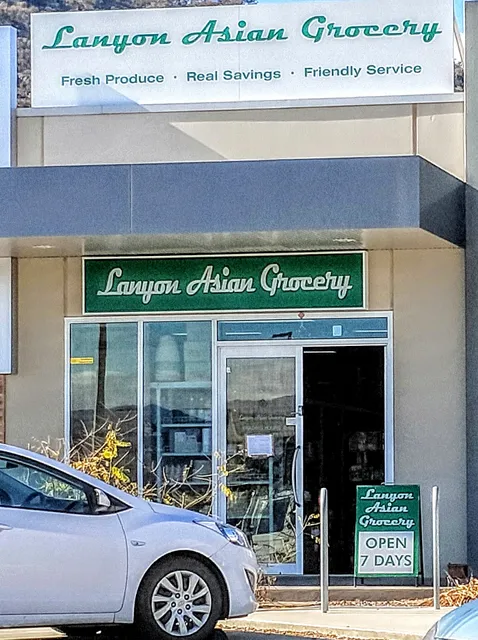 Lanyon Asian Grocery
Fresh Produce · Real Savings · Friendly Service
Lanyon Asian Grocery
Lanyon
Asian
Grocery
OPEN
7 DAYS